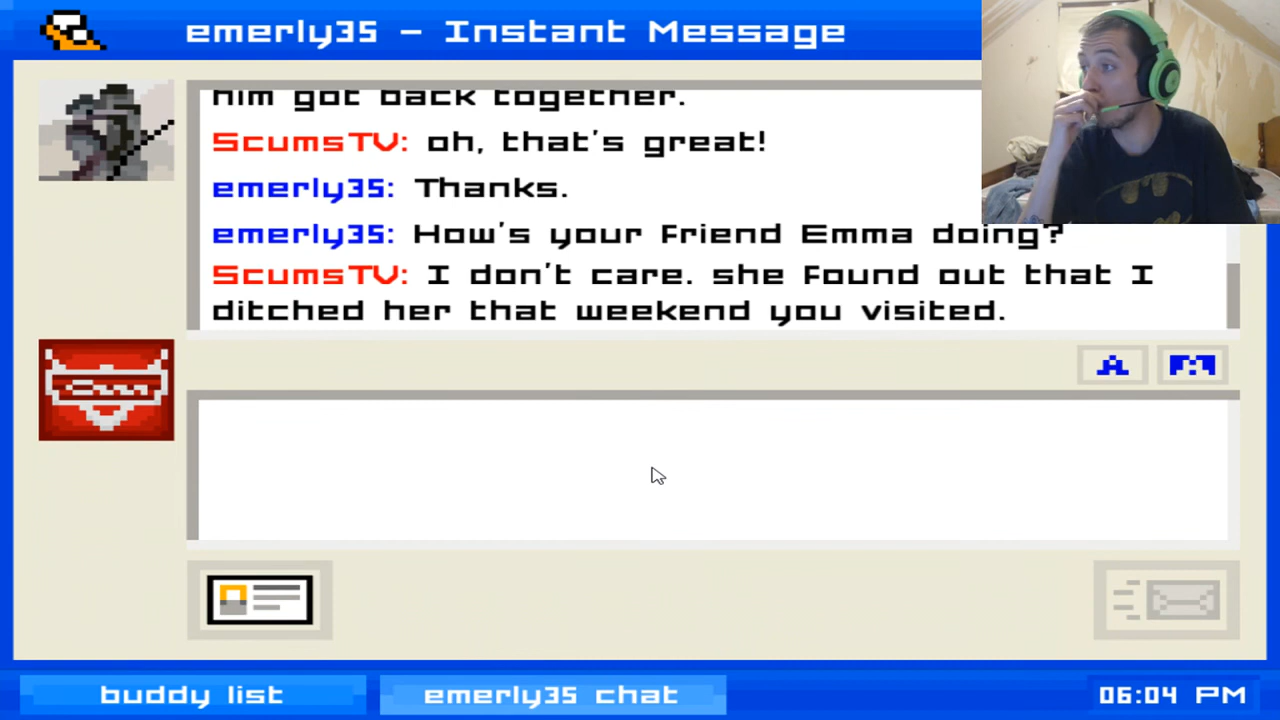 emerly35 - Instant Message
him got back together.
ScumsTV: oh, that's great!
emerly35: Thanks.
emerly35: How's your friend Emma doing?
ScumsTV: I don't care. she found out that I
ditched her that weekend you visited.
A
buddy list
emerly35 chat
06:04 PM